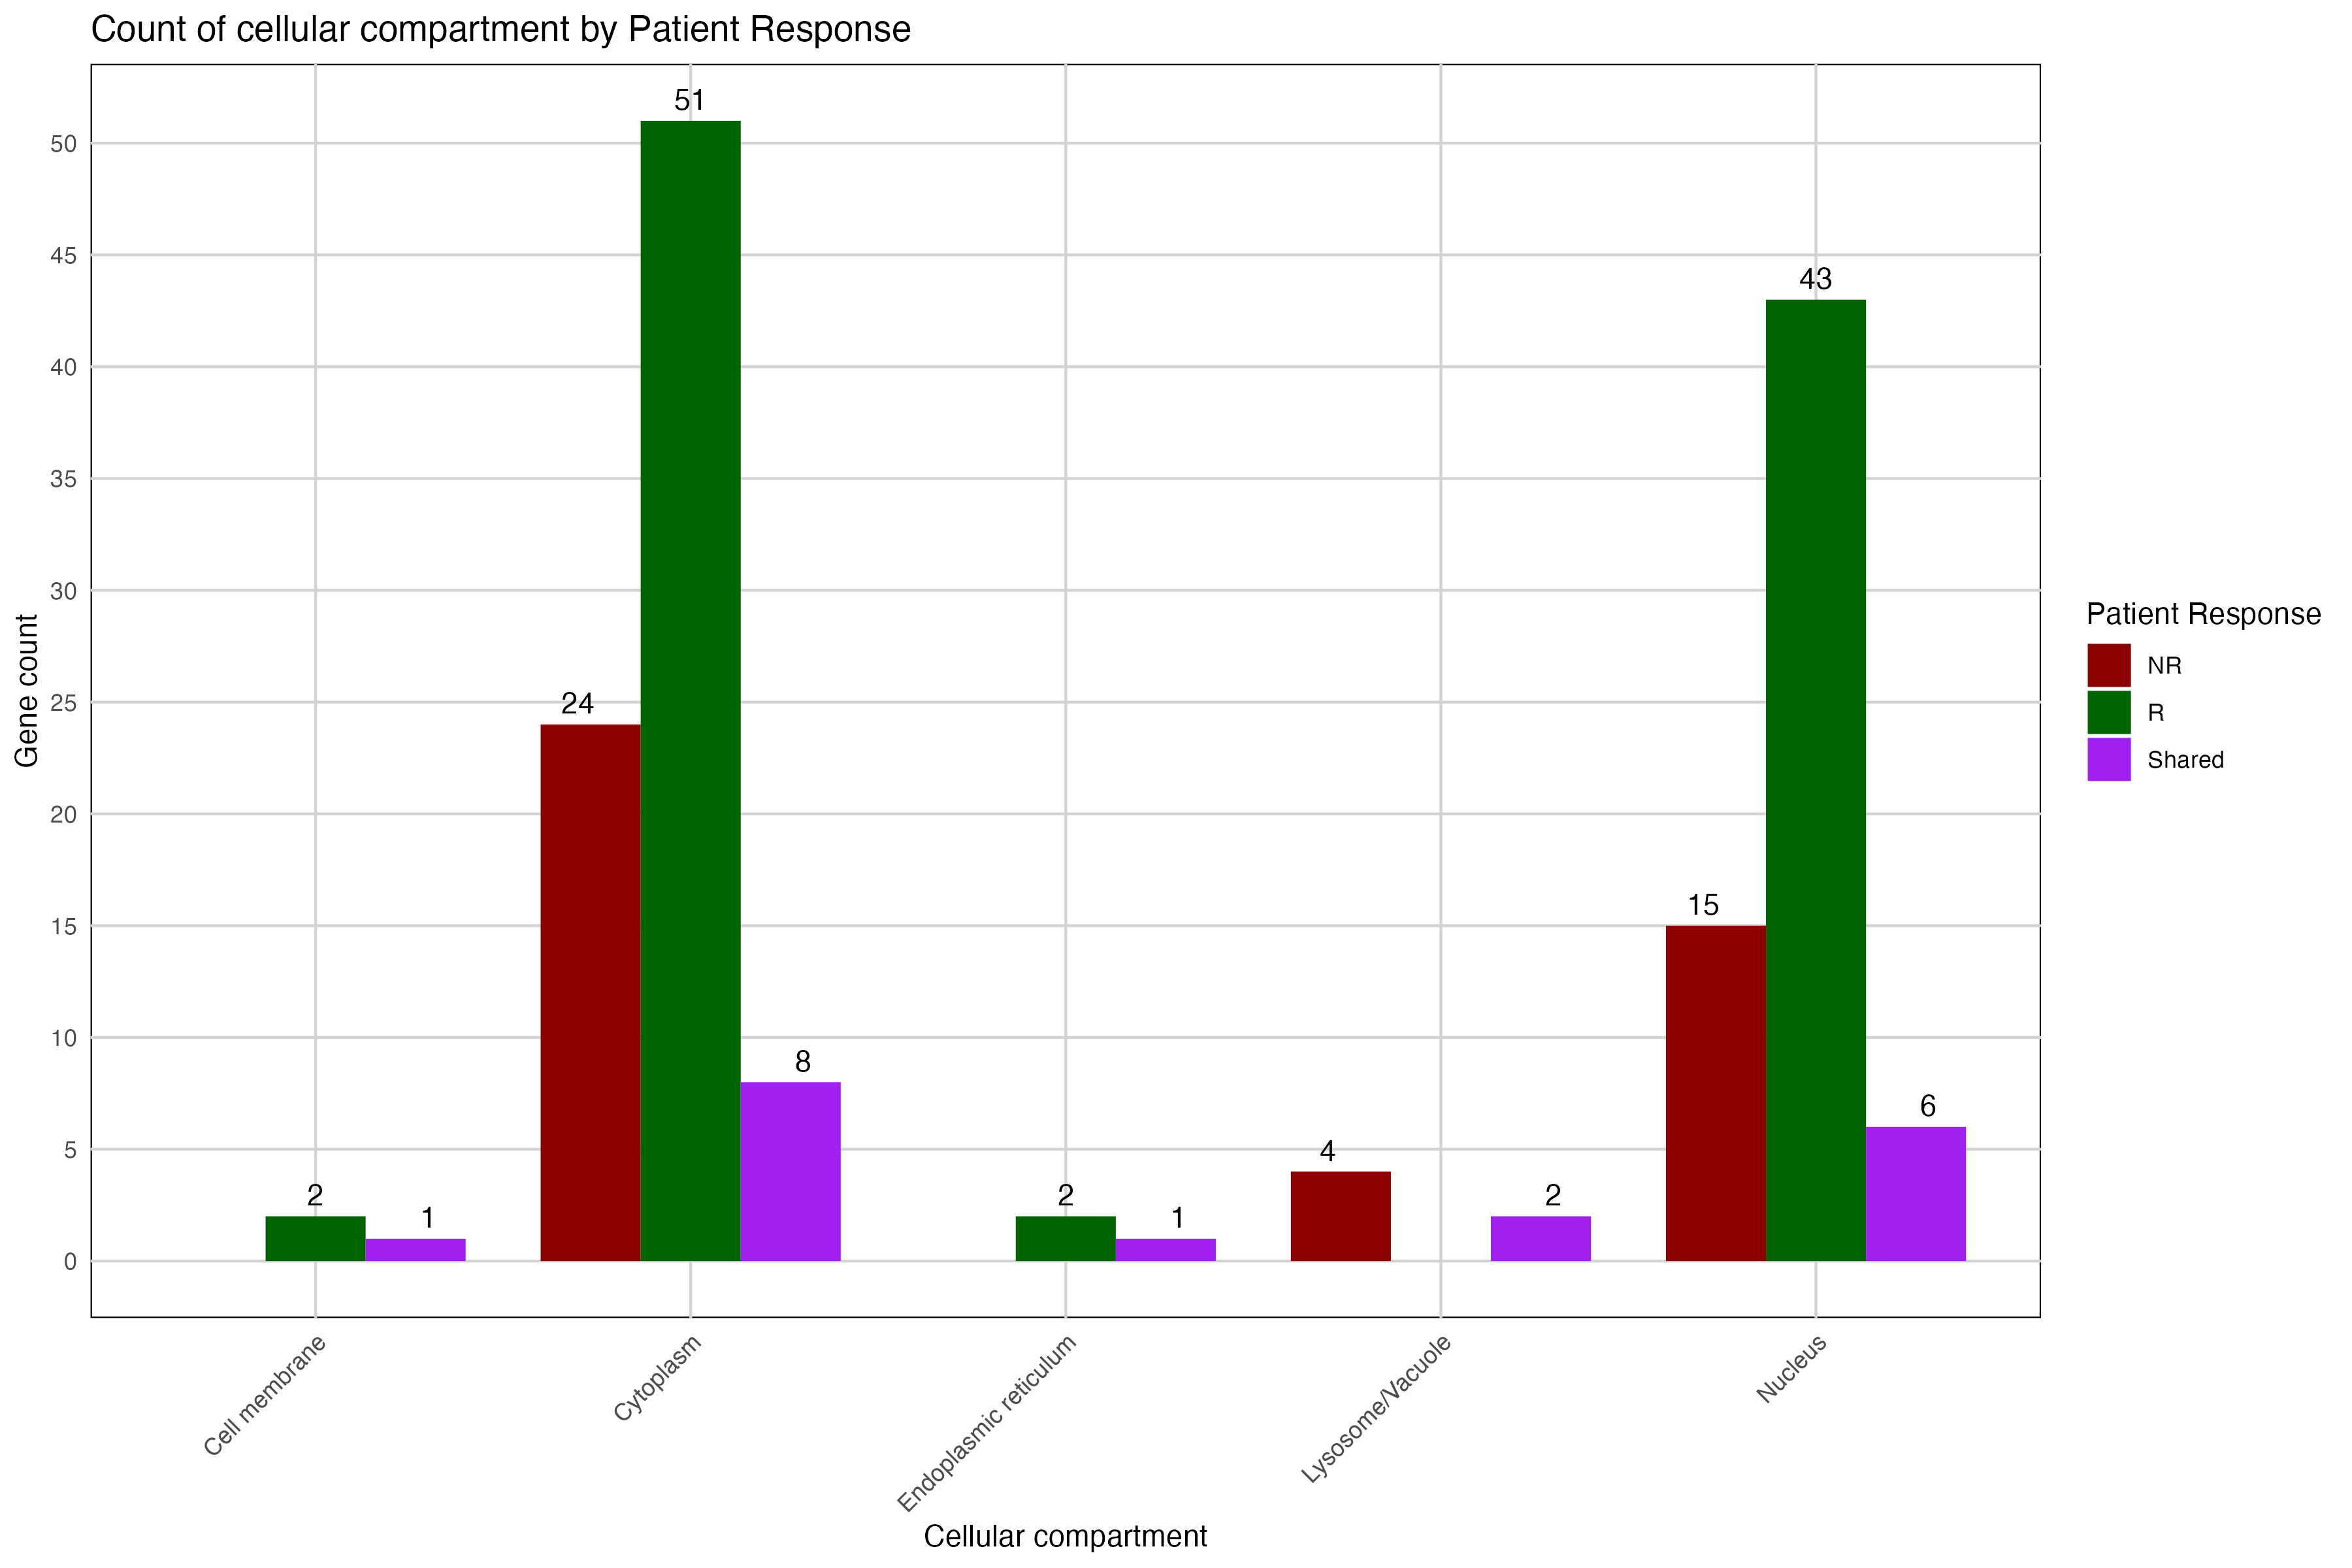 Count of cellular compartment by Patient Response
Gene count
50
45
40
35
30
25
20
15
10
5
0
2
1
24
51
8
2
1
4
2
15
43
6
Cell membrane
Cytoplasm
Endoplasmic reticulum
Lysosome/Vacuole
Nucleus
Cellular compartment
Patient Response
NR
R
Shared